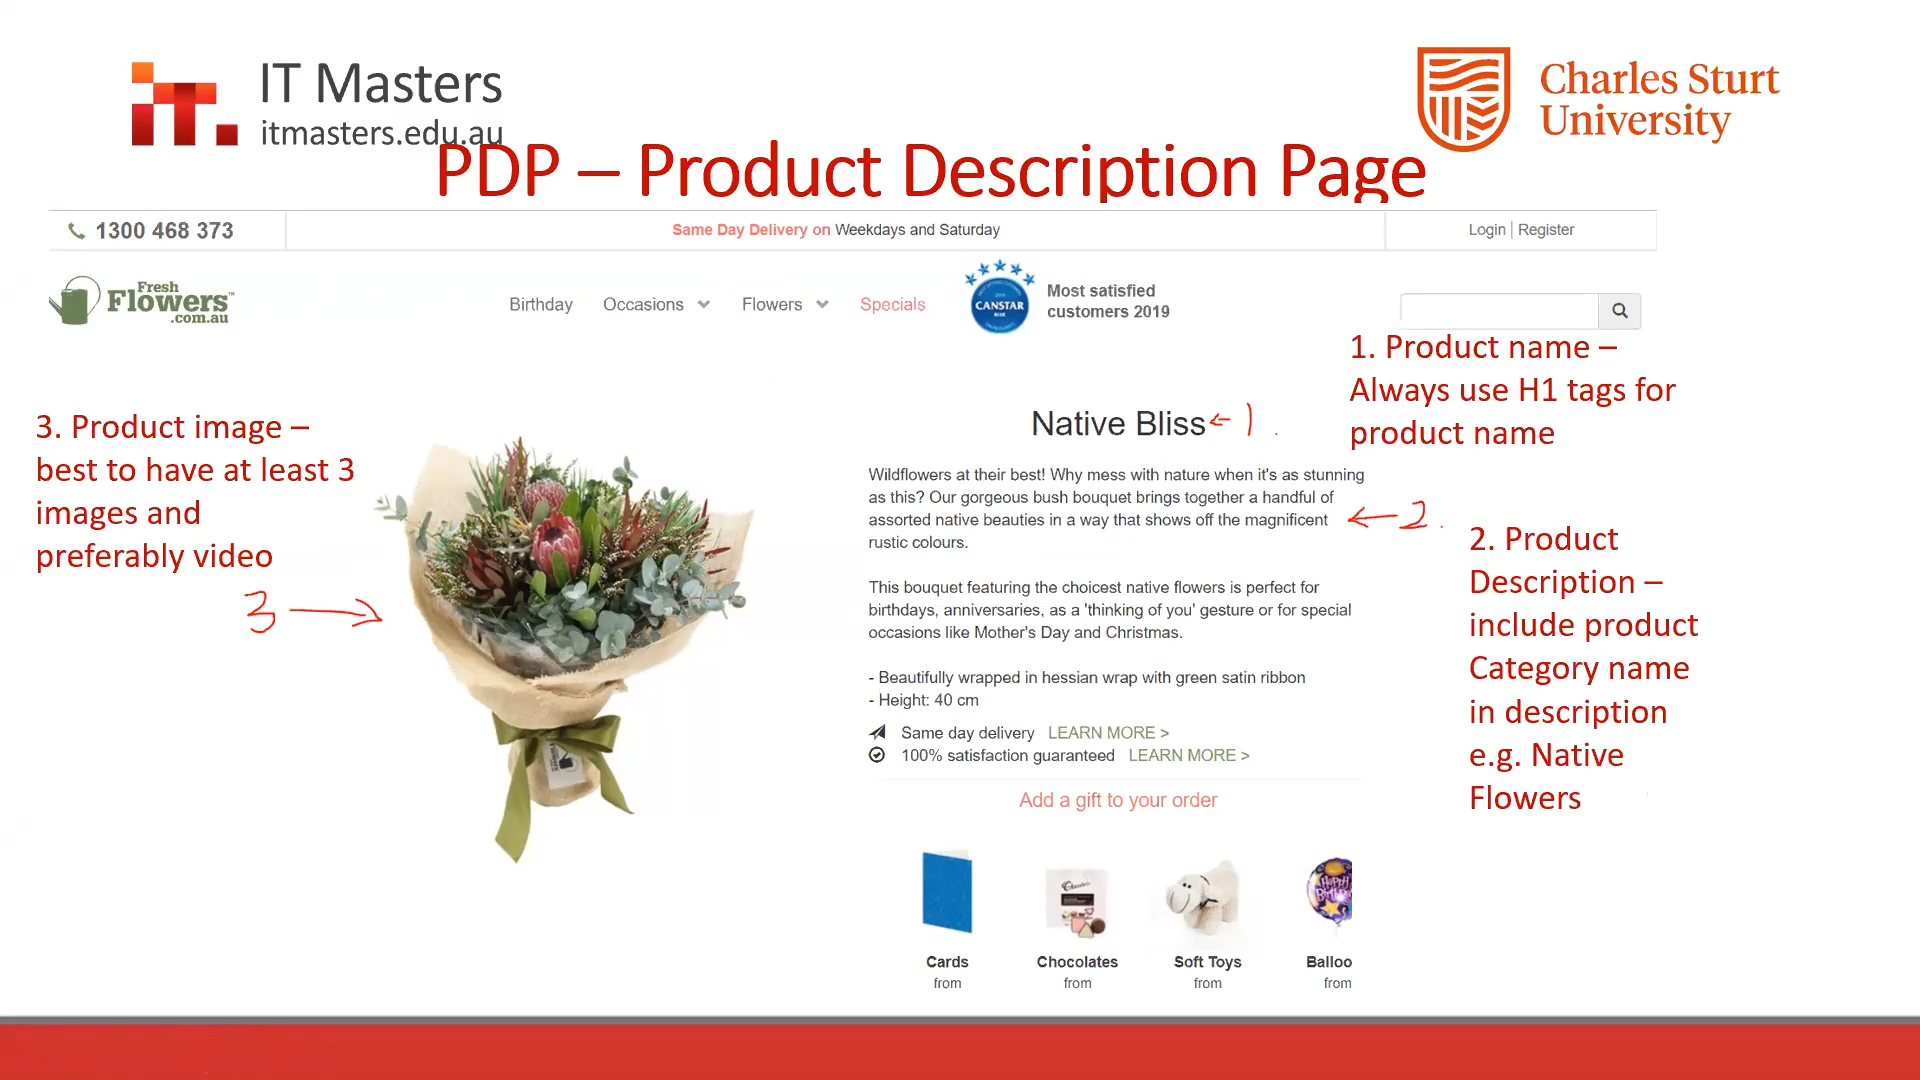 IT Masters
itmasters.edu.au
Charles Sturt
University
PDP – Product Description Page
1300 468 373
Same Day Delivery on Weekdays and Saturday
Login | Register
Fresh
Flowers™
.com.au
Birthday
Occasions
Flowers
Specials
CANSTAR
BLUE
Most satisfied
customers 2019
1. Product name –
Always use H1 tags for
product name
3. Product image –
best to have at least 3
images and
preferably video
3
Native Bliss
1.
Wildflowers at their best! Why mess with nature when it's as stunning
as this? Our gorgeous bush bouquet brings together a handful of
assorted native beauties in a way that shows off the magnificent
rustic colours.
2.
2. Product
Description –
include product
Category name
in description
e.g. Native
Flowers
This bouquet featuring the choicest native flowers is perfect for
birthdays, anniversaries, as a 'thinking of you' gesture or for special
occasions like Mother's Day and Christmas.
- Beautifully wrapped in hessian wrap with green satin ribbon
- Height: 40 cm
Same day delivery LEARN MORE >
100% satisfaction guaranteed LEARN MORE >
Add a gift to your order
Happy
Birthday
Cards
from
Chocolates
from
Soft Toys
from
Balloo
from